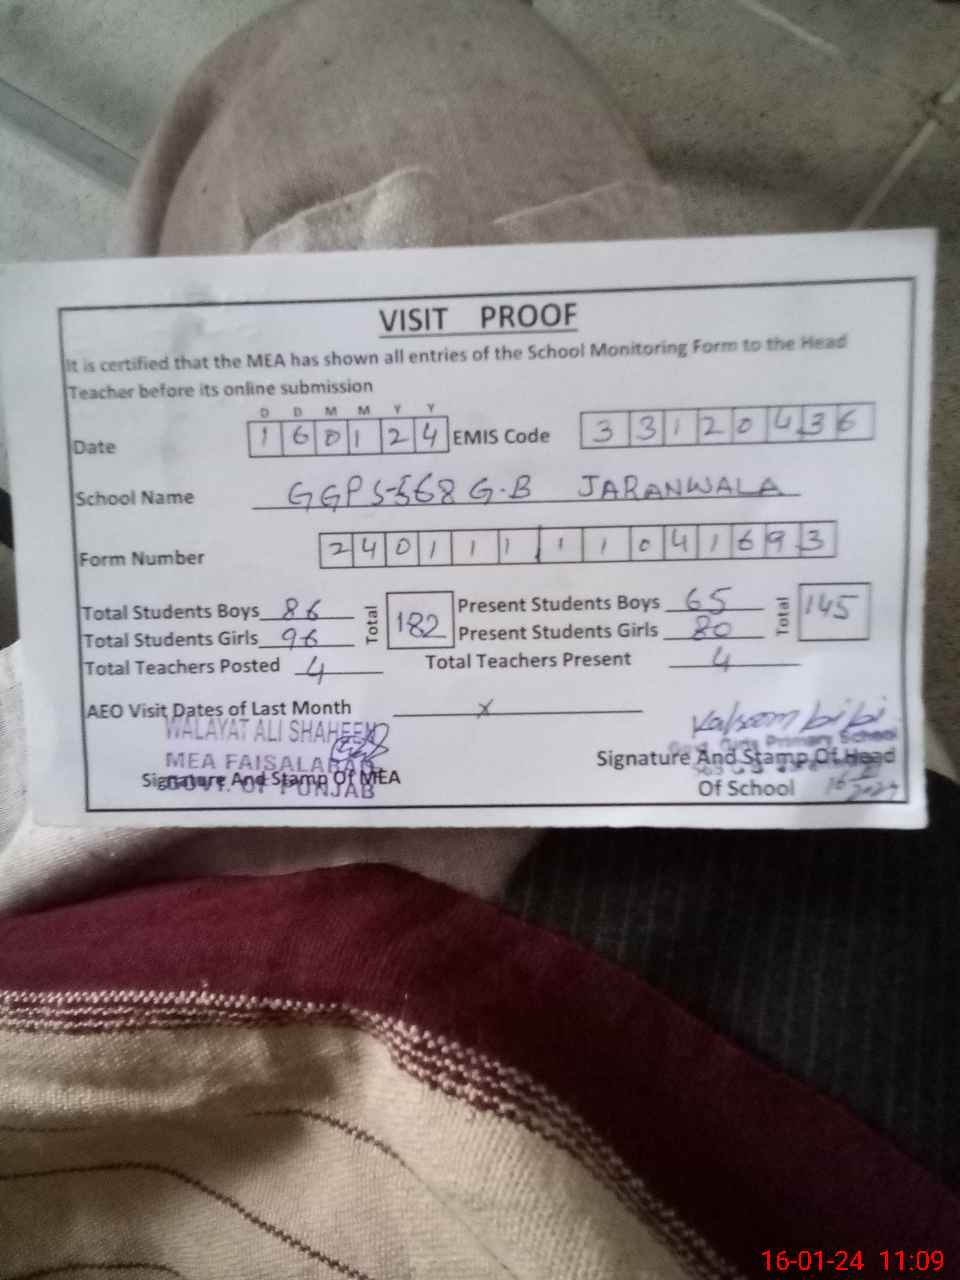 VISIT PROOF
It is certified that the MEA has shown all entries of the School Monitoring Form to the Head
Teacher before its online submission
D D M M Y Y
Date 1 6 0 1 2 4 EMIS Code 3 3 1 2 0 4 3 6
School Name GGPS-568 G.B JARANWALA
Form Number 2 4 0 1 1 1 1 1 0 4 1 6 9 3
Total Students Boys 86 Total 182 Present Students Boys 65 Total 145
Total Students Girls 96 Present Students Girls 80
Total Teachers Posted 4 Total Teachers Present 4
AEO Visit Dates of Last Month x
WALAYAT ALI SHAHEEN Kalsoom bibi
MEA FAISALABAD Govt. Girls Primary School
Signature And Stamp Of MEA Signature And Stamp Of Head
GOVT. OF PUNJAB Of School
16-01-24 11:09